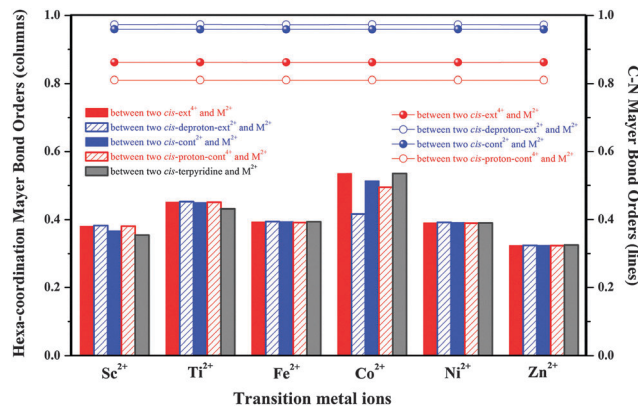 Hexa-coordination Mayer Bond Orders (columns)
1.0
0.8
0.6
0.4
0.2
0.0
between two cis-ext⁴⁺ and M²⁺
between two cis-deproton-ext²⁺ and M²⁺
between two cis-cont²⁺ and M²⁺
between two cis-proton-cont⁴⁺ and M²⁺
between two cis-terpyridine and M²⁺
between two cis-ext⁴⁺ and M²⁺
between two cis-deproton-ext²⁺ and M²⁺
between two cis-cont²⁺ and M²⁺
between two cis-proton-cont⁴⁺ and M²⁺
1.0
0.8
0.6
0.4
0.2
0.0
C-N Mayer Bond Orders (lines)
Sc²⁺ Ti²⁺ Fe²⁺ Co²⁺ Ni²⁺ Zn²⁺
Transition metal ions